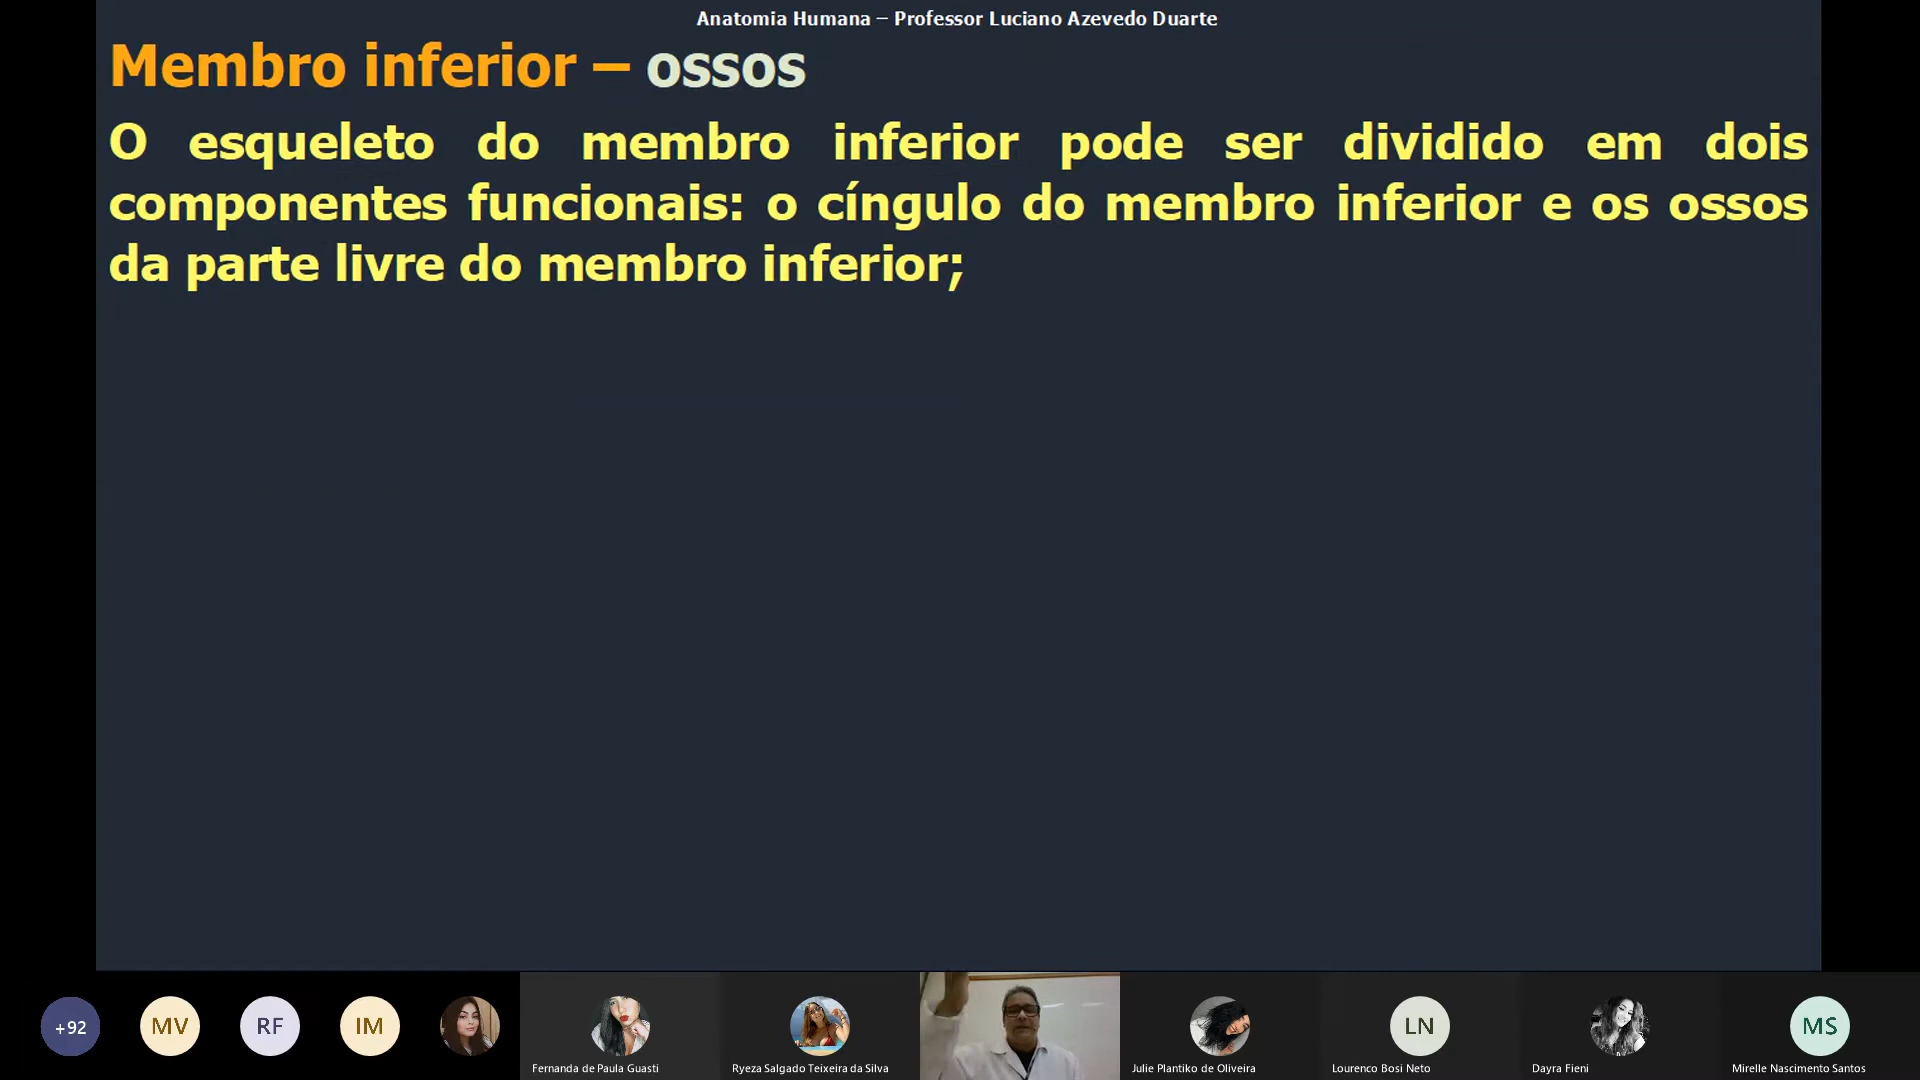 Anatomia Humana – Professor Luciano Azevedo Duarte
Membro inferior – ossos
O esqueleto do membro inferior pode ser dividido em dois
componentes funcionais: o cíngulo do membro inferior e os ossos
da parte livre do membro inferior;
+92
MV
RF
IM
LN
MS
Fernanda de Paula Guasti
Ryeza Salgado Teixeira da Silva
Julie Plantiko de Oliveira
Lourenco Bosi Neto
Dayra Fieni
Mirelle Nascimento Santos